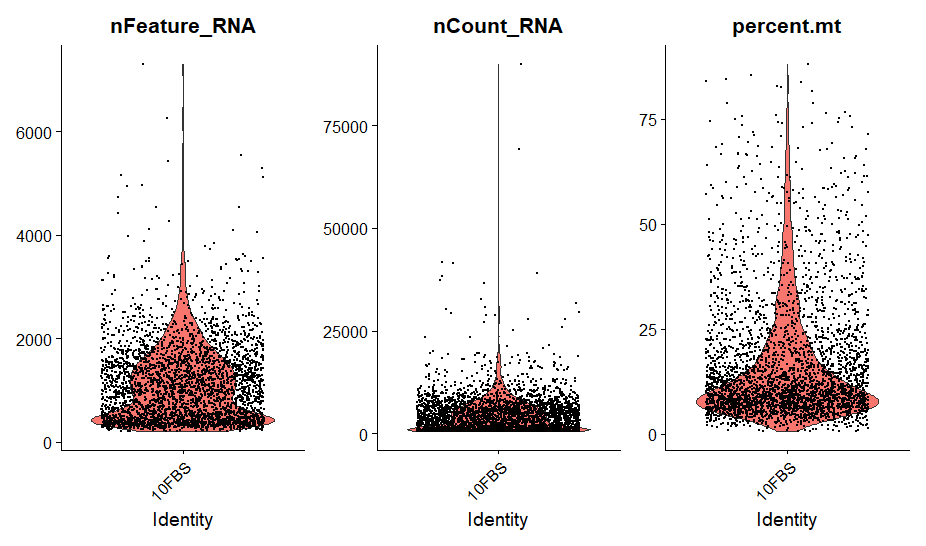 nFeature_RNA
6000
4000
2000
0
10FBS
Identity
nCount_RNA
75000
50000
25000
0
10FBS
Identity
percent.mt
75
50
25
0
10FBS
Identity